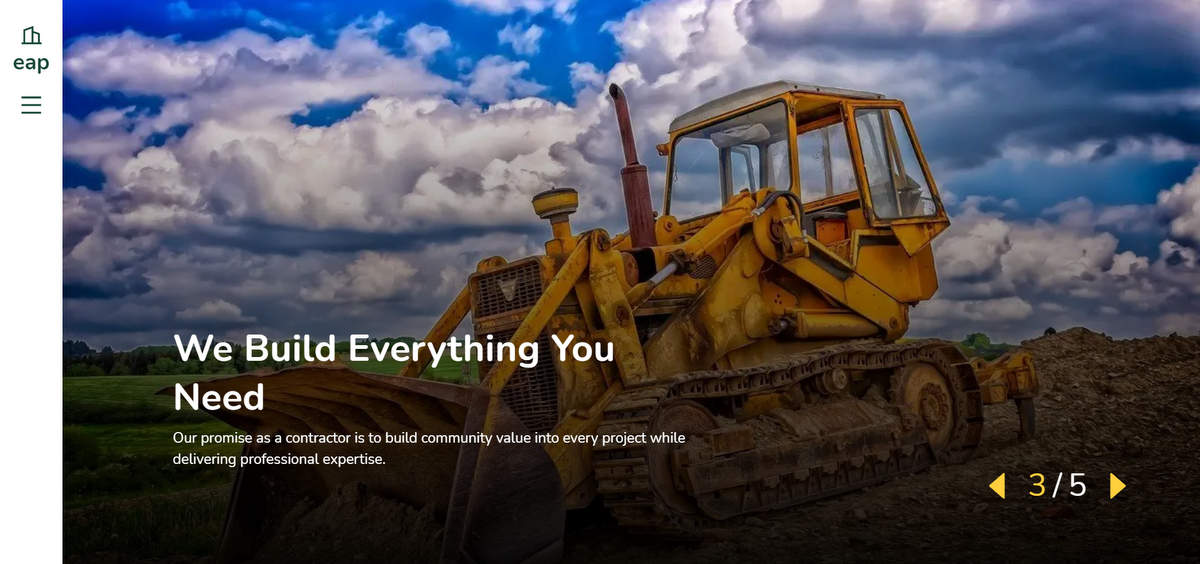 eap
We Build Everything You
Need
Our promise as a contractor is to build community value into every project while
delivering professional expertise.
3/5